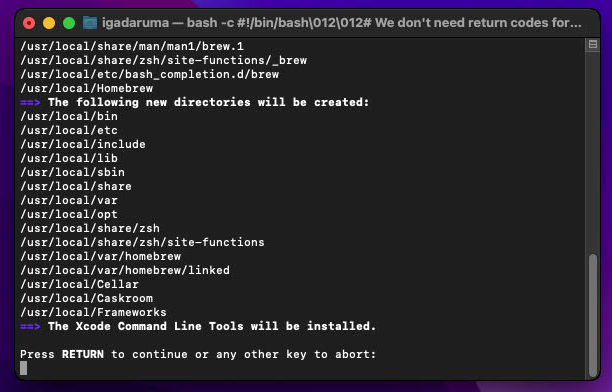 igadaruma — bash -c #!/bin/bash\012\012# We don't need return codes for...
/usr/local/share/man/man1/brew.1
/usr/local/share/zsh/site-functions/_brew
/usr/local/etc/bash_completion.d/brew
/usr/local/Homebrew
==> The following new directories will be created:
/usr/local/bin
/usr/local/etc
/usr/local/include
/usr/local/lib
/usr/local/sbin
/usr/local/share
/usr/local/var
/usr/local/opt
/usr/local/share/zsh
/usr/local/share/zsh/site-functions
/usr/local/var/homebrew
/usr/local/var/homebrew/linked
/usr/local/Cellar
/usr/local/Caskroom
/usr/local/Frameworks
==> The Xcode Command Line Tools will be installed.
Press RETURN to continue or any other key to abort: